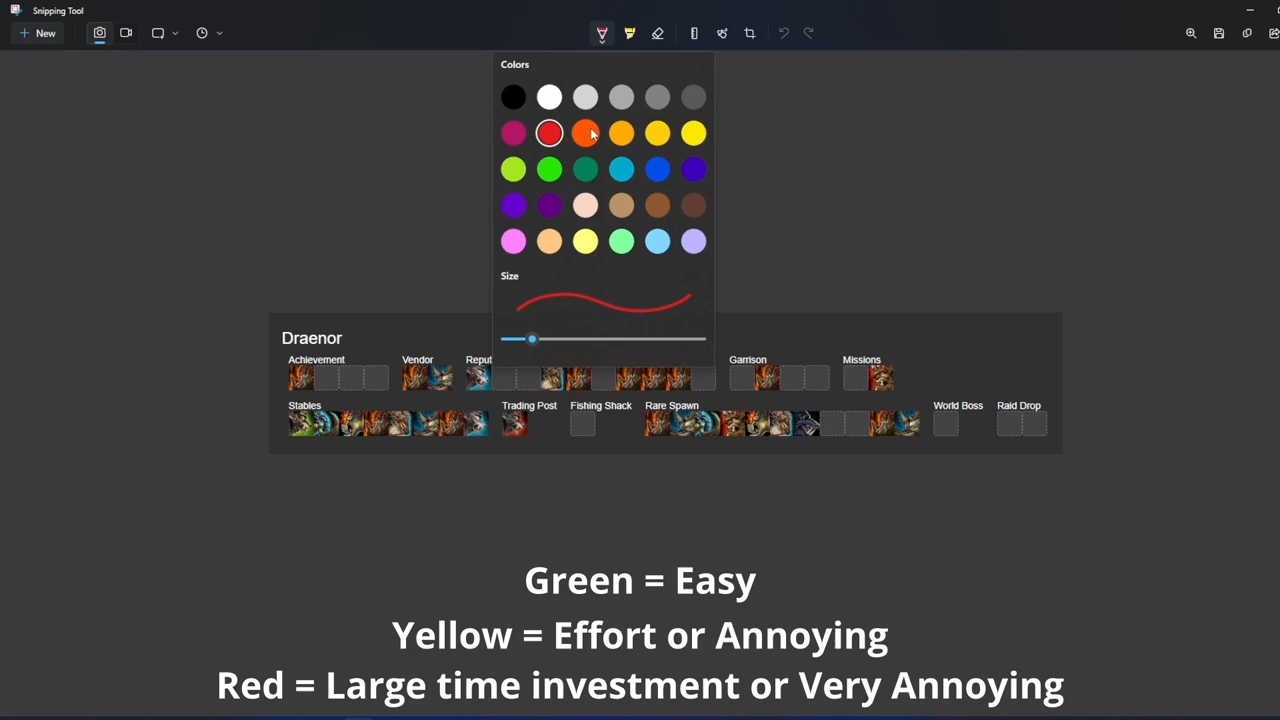 Snipping Tool
New
Colors
Size
Draenor
Achievement Vendor Reput Garrison Missions
Stables Trading Post Fishing Shack Rare Spawn World Boss Raid Drop
Green = Easy
Yellow = Effort or Annoying
Red = Large time investment or Very Annoying